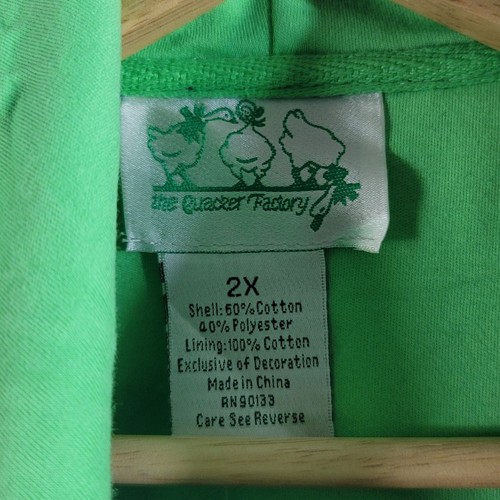 the Quacker Factory
2X
Shell: 60% Cotton
40% Polyester
Lining: 100% Cotton
Exclusive of Decoration
Made in China
RN90133
Care See Reverse